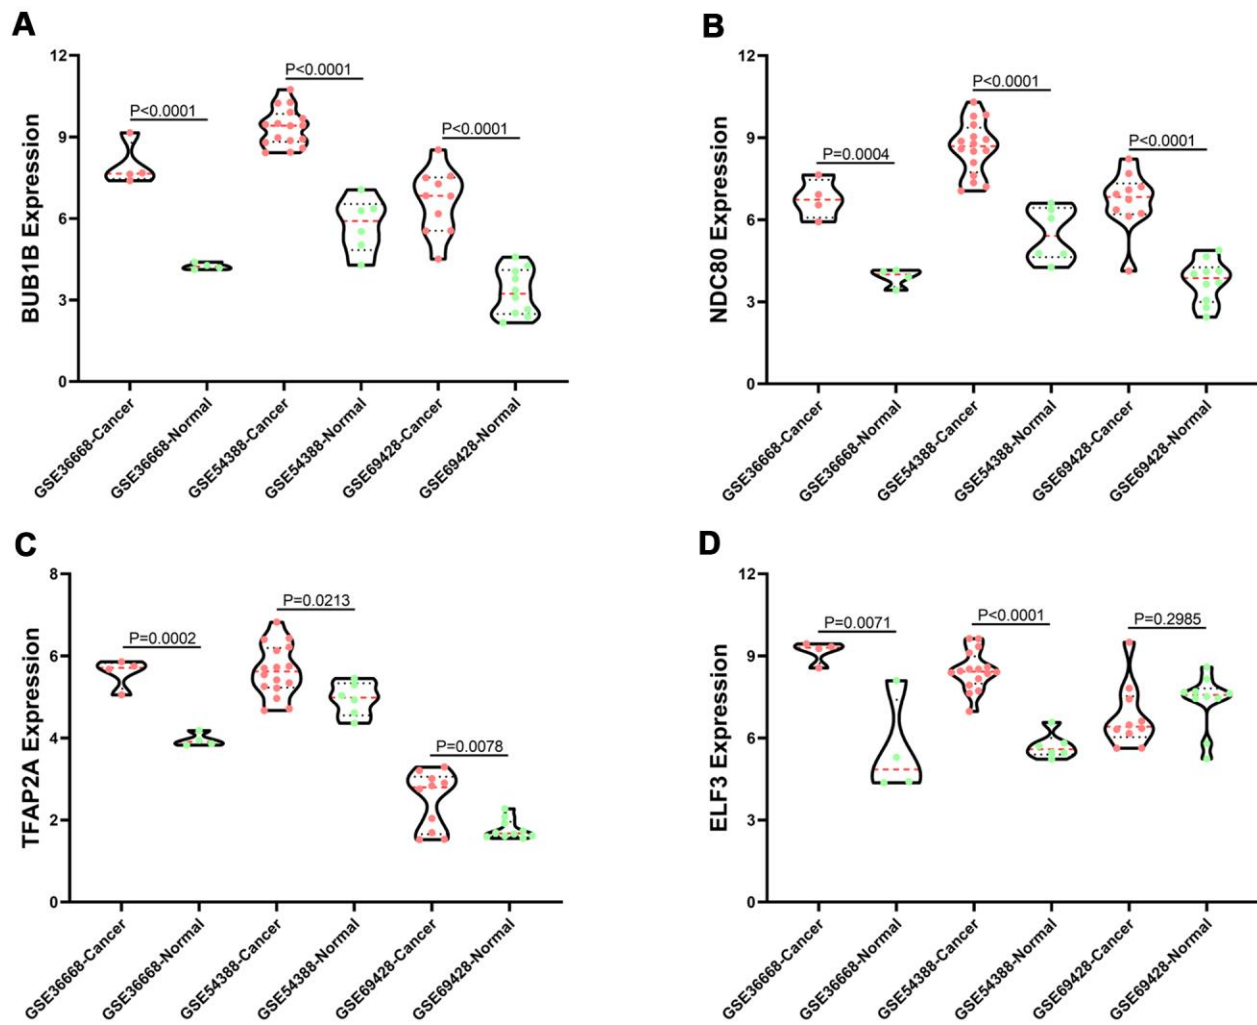 A
BUB1B Expression
12
9
6
3
0
P<0.0001
P<0.0001
P<0.0001
GSE36668-Cancer
GSE36668-Normal
GSE54388-Cancer
GSE54388-Normal
GSE69428-Cancer
GSE69428-Normal
B
NDC80 Expression
12
9
6
3
0
P=0.0004
P<0.0001
P<0.0001
GSE36668-Cancer
GSE36668-Normal
GSE54388-Cancer
GSE54388-Normal
GSE69428-Cancer
GSE69428-Normal
C
TFAP2A Expression
8
6
4
2
0
P=0.0002
P=0.0213
P=0.0078
GSE36668-Cancer
GSE36668-Normal
GSE54388-Cancer
GSE54388-Normal
GSE69428-Cancer
GSE69428-Normal
D
ELF3 Expression
12
9
6
3
0
P=0.0071
P<0.0001
P=0.2985
GSE36668-Cancer
GSE36668-Normal
GSE54388-Cancer
GSE54388-Normal
GSE69428-Cancer
GSE69428-Normal